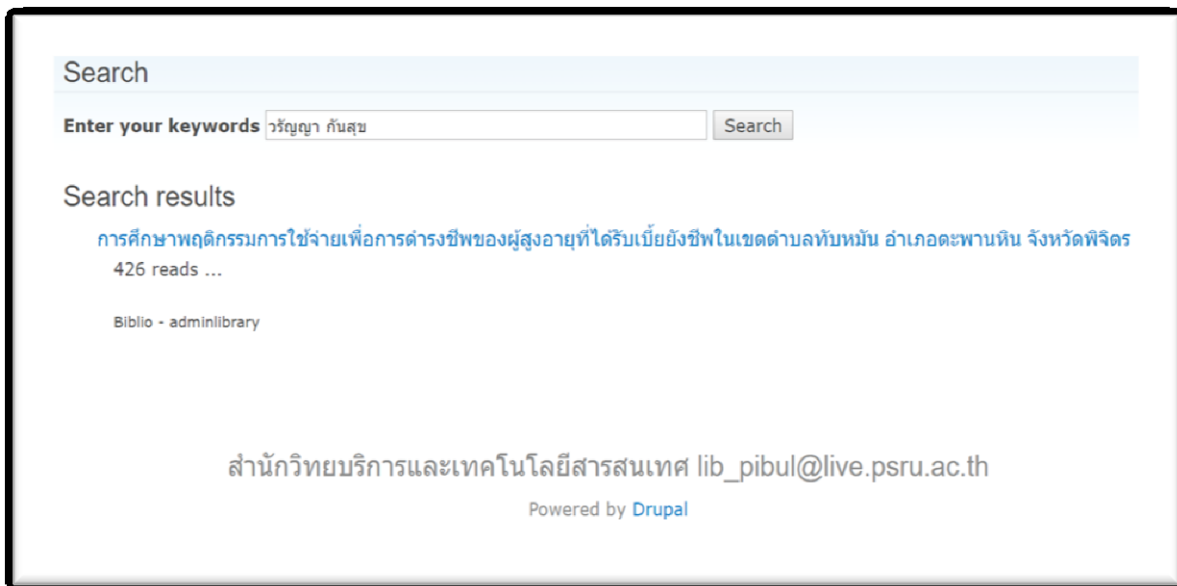 Search
Enter your keywords วรัญญา กันสุข Search
Search results
การศึกษาพฤติกรรมการใช้จ่ายเพื่อการดำรงชีพของผู้สูงอายุที่ได้รับเบี้ยยังชีพในเขตตำบลทับหมัน อำเภอตะพานหิน จังหวัดพิจิตร
426 reads ...
Biblio - adminlibrary
สำนักวิทยบริการและเทคโนโลยีสารสนเทศ lib_pibul@live.psru.ac.th
Powered by Drupal